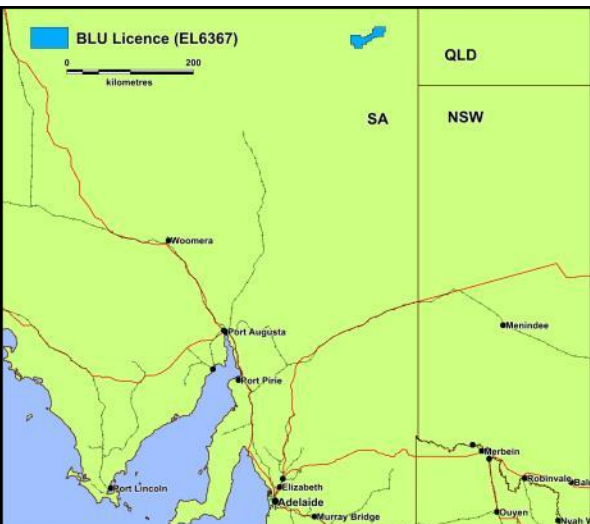 BLU Licence (EL6367)
0 200
kilometres
QLD
SA
NSW
Woomera
Port Augusta
Menindee
Port Pirie
Merbein
Robinvale
Port Lincoln
Elizabeth
Adelaide
Ouyen
Murray Bridge